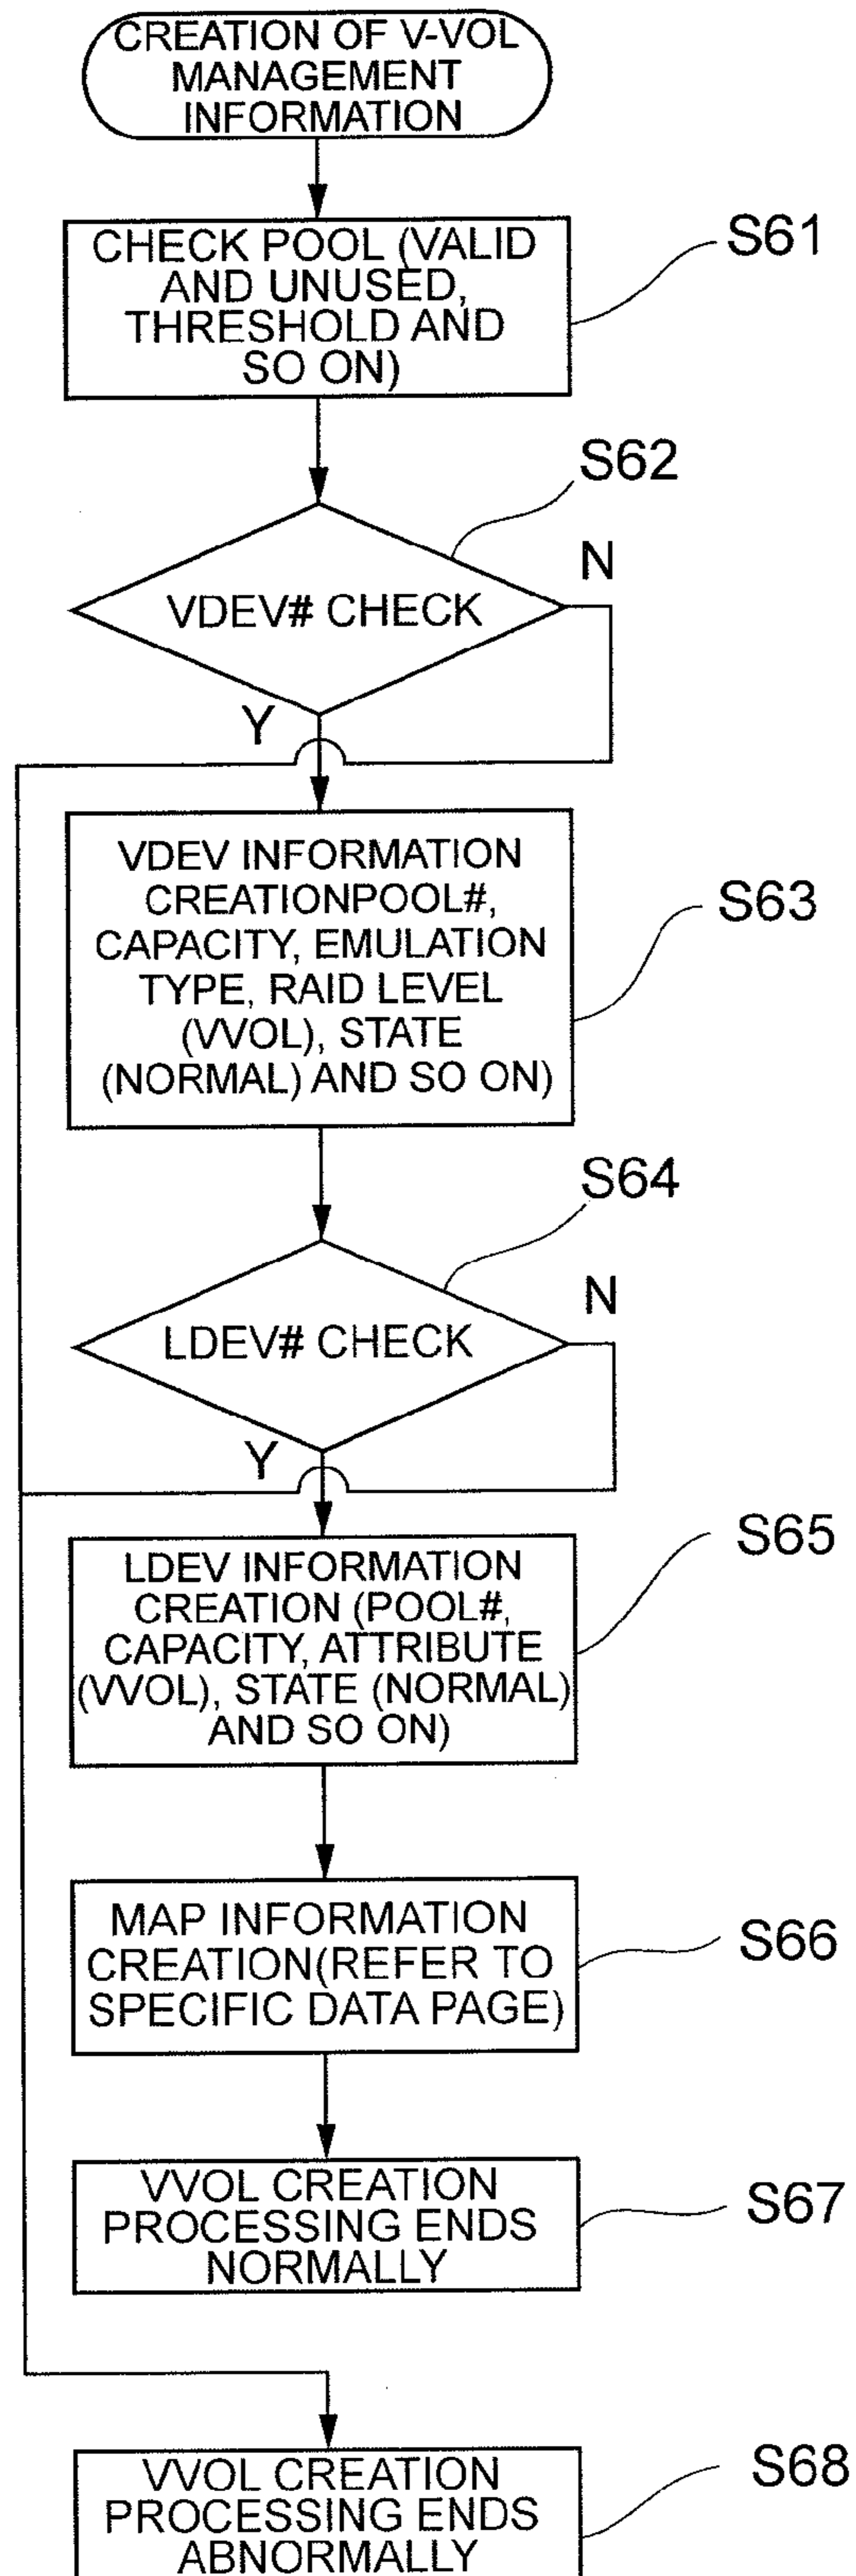 CREATION OF V-VOL
MANAGEMENT
INFORMATION
CHECK POOL (VALID
AND UNUSED,
THRESHOLD AND
SO ON)
S61
S62
VDEV# CHECK
N
Y
VDEV INFORMATION
CREATIONPOOL#,
CAPACITY, EMULATION
TYPE, RAID LEVEL
(VVOL), STATE
(NORMAL) AND SO ON)
S63
S64
LDEV# CHECK
N
Y
LDEV INFORMATION
CREATION (POOL#,
CAPACITY, ATTRIBUTE
(VVOL), STATE (NORMAL)
AND SO ON)
S65
MAP INFORMATION
CREATION(REFER TO
SPECIFIC DATA PAGE)
S66
VVOL CREATION
PROCESSING ENDS
NORMALLY
S67
VVOL CREATION
PROCESSING ENDS
ABNORMALLY
S68